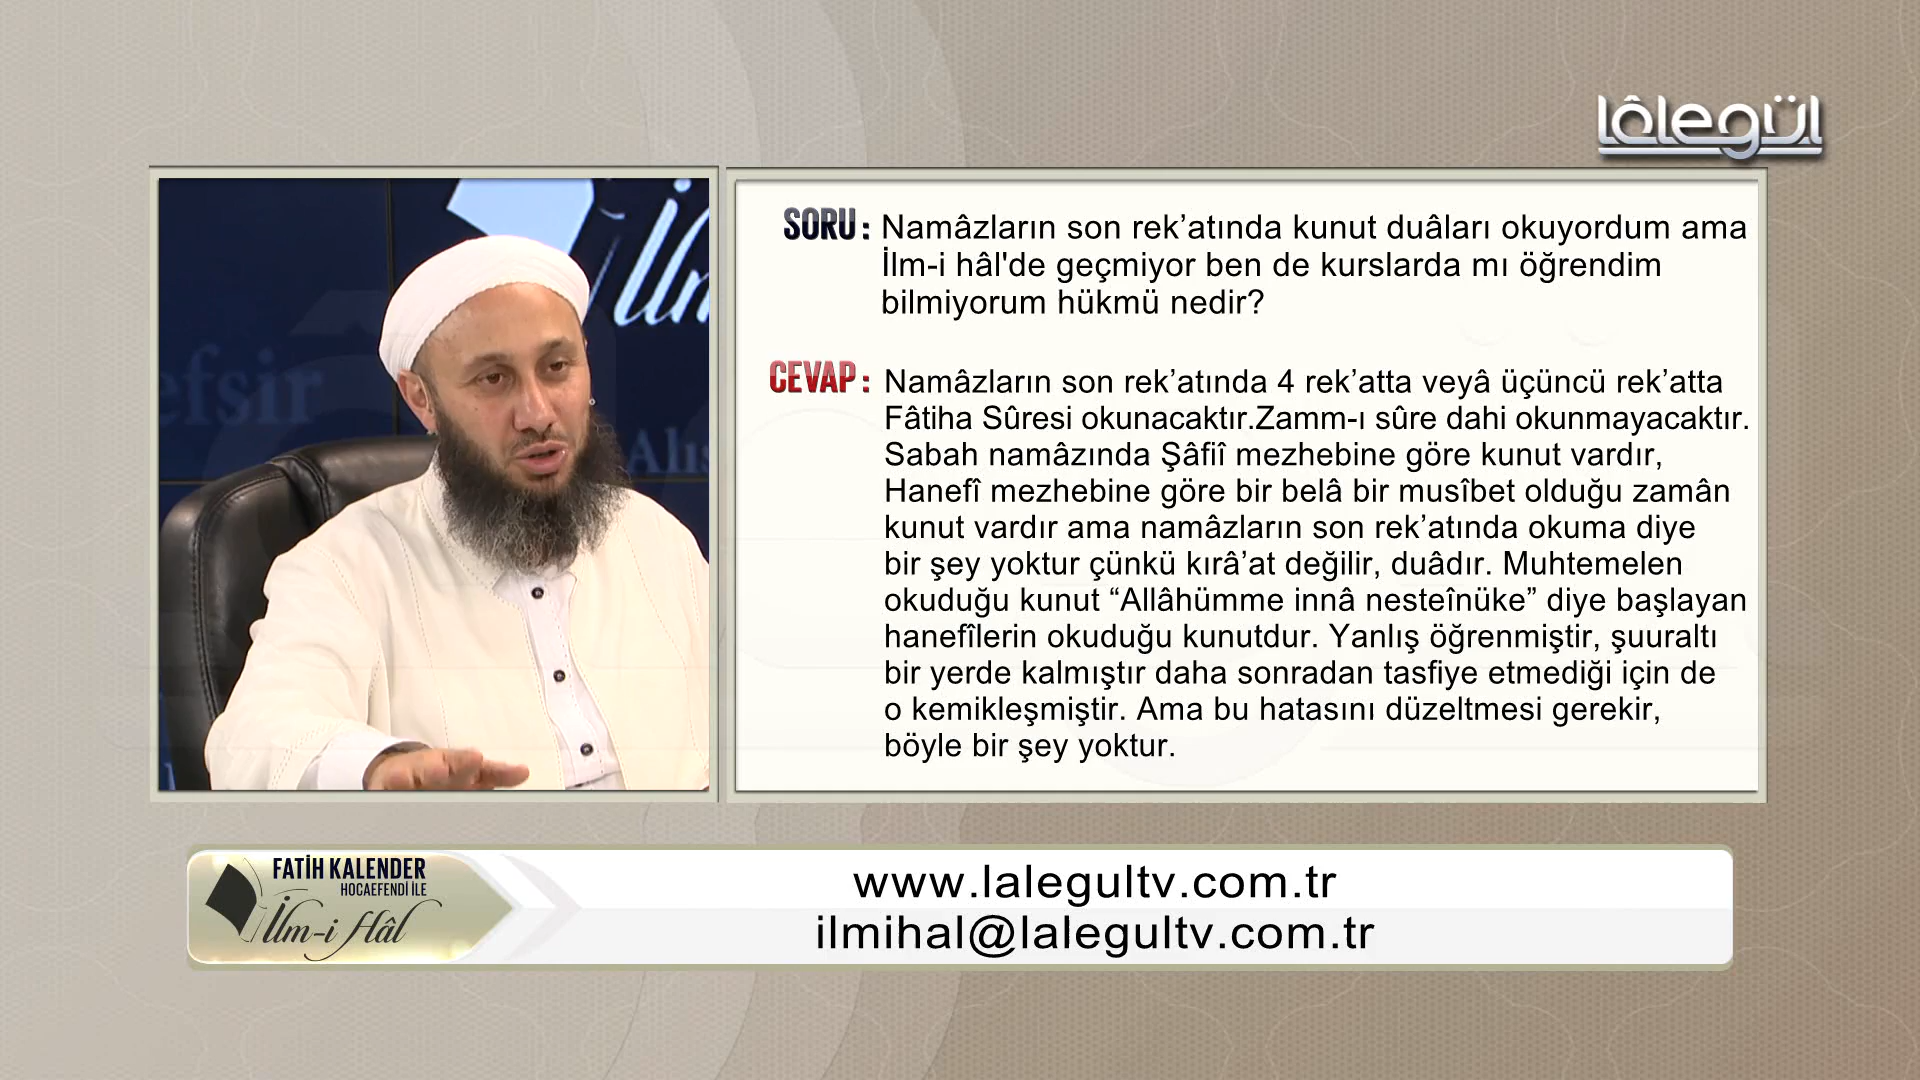 lâlegül
SORU : Namâzların son rek’atında kunut duâları okuyordum ama
İlm-i hâl'de geçmiyor ben de kurslarda mı öğrendim
bilmiyorum hükmü nedir?
CEVAP : Namâzların son rek’atında 4 rek’atta veyâ üçüncü rek’atta
Fâtiha Sûresi okunacaktır.Zamm-ı sûre dahi okunmayacaktır.
Sabah namâzında Şâfiî mezhebine göre kunut vardır,
Hanefî mezhebine göre bir belâ bir musîbet olduğu zamân
kunut vardır ama namâzların son rek’atında okuma diye
bir şey yoktur çünkü kırâ’at değilir, duâdır. Muhtemelen
okuduğu kunut “Allâhümme innâ nesteînüke” diye başlayan
hanefîlerin okuduğu kunutdur. Yanlış öğrenmiştir, şuuraltı
bir yerde kalmıştır daha sonradan tasfiye etmediği için de
o kemikleşmiştir. Ama bu hatasını düzeltmesi gerekir,
böyle bir şey yoktur.
efsir
Alış
FATİH KALENDER
HOCAEFENDİ İLE
İlm-i Hâl
www.lalegultv.com.tr
ilmihal@lalegultv.com.tr